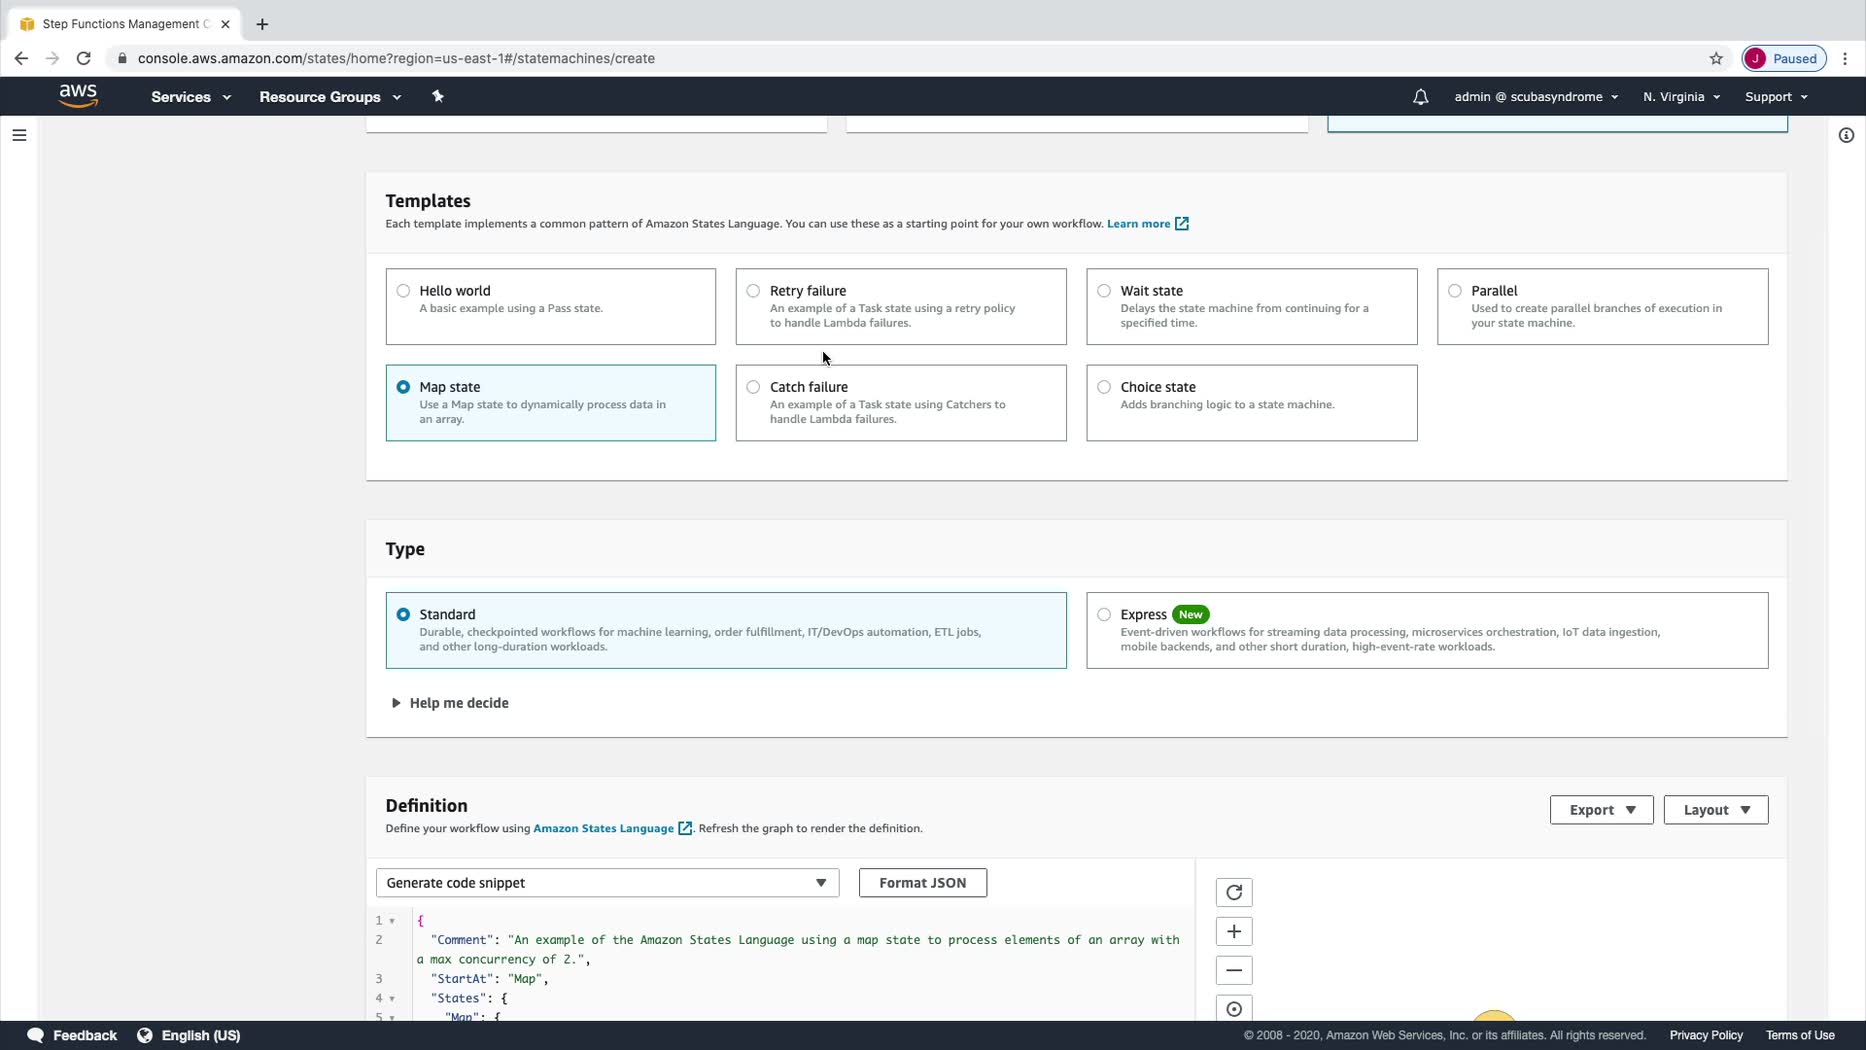 Step Functions Management C
console.aws.amazon.com/states/home?region=us-east-1#/statemachines/create
J Paused
aws
Services
Resource Groups
admin @ scubasyndrome
N. Virginia
Support
Templates
Each template implements a common pattern of Amazon States Language. You can use these as a starting point for your own workflow. Learn more
Hello world
A basic example using a Pass state.
Retry failure
An example of a Task state using a retry policy
to handle Lambda failures.
Wait state
Delays the state machine from continuing for a
specified time.
Parallel
Used to create parallel branches of execution in
your state machine.
Map state
Use a Map state to dynamically process data in
an array.
Catch failure
An example of a Task state using Catchers to
handle Lambda failures.
Choice state
Adds branching logic to a state machine.
Type
Standard
Durable, checkpointed workflows for machine learning, order fulfillment, IT/DevOps automation, ETL jobs,
and other long-duration workloads.
Express New
Event-driven workflows for streaming data processing, microservices orchestration, IoT data ingestion,
mobile backends, and other short duration, high-event-rate workloads.
Help me decide
Definition
Define your workflow using Amazon States Language. Refresh the graph to render the definition.
Export
Layout
Generate code snippet
Format JSON
1 {
2 "Comment": "An example of the Amazon States Language using a map state to process elements of an array with
a max concurrency of 2.",
3 "StartAt": "Map",
4 "States": {
5 "Map": {
Feedback
English (US)
© 2008 - 2020, Amazon Web Services, Inc. or its affiliates. All rights reserved.
Privacy Policy
Terms of Use